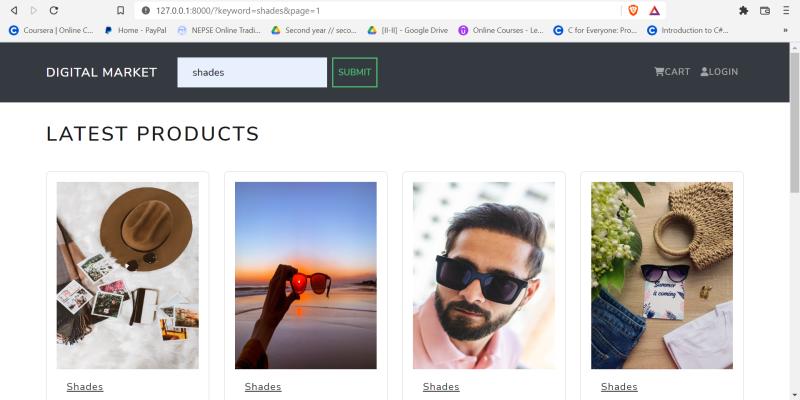 127.0.0.1:8000/?keyword=shades&page=1
Coursera | Online C... Home - PayPal NEPSE Online Tradi... Second year // seco... [II-II] - Google Drive Online Courses - Le... C for Everyone: Pro... Introduction to C#... »
DIGITAL MARKET shades SUBMIT CART LOGIN
LATEST PRODUCTS
Summer
is coming
Shades Shades Shades Shades